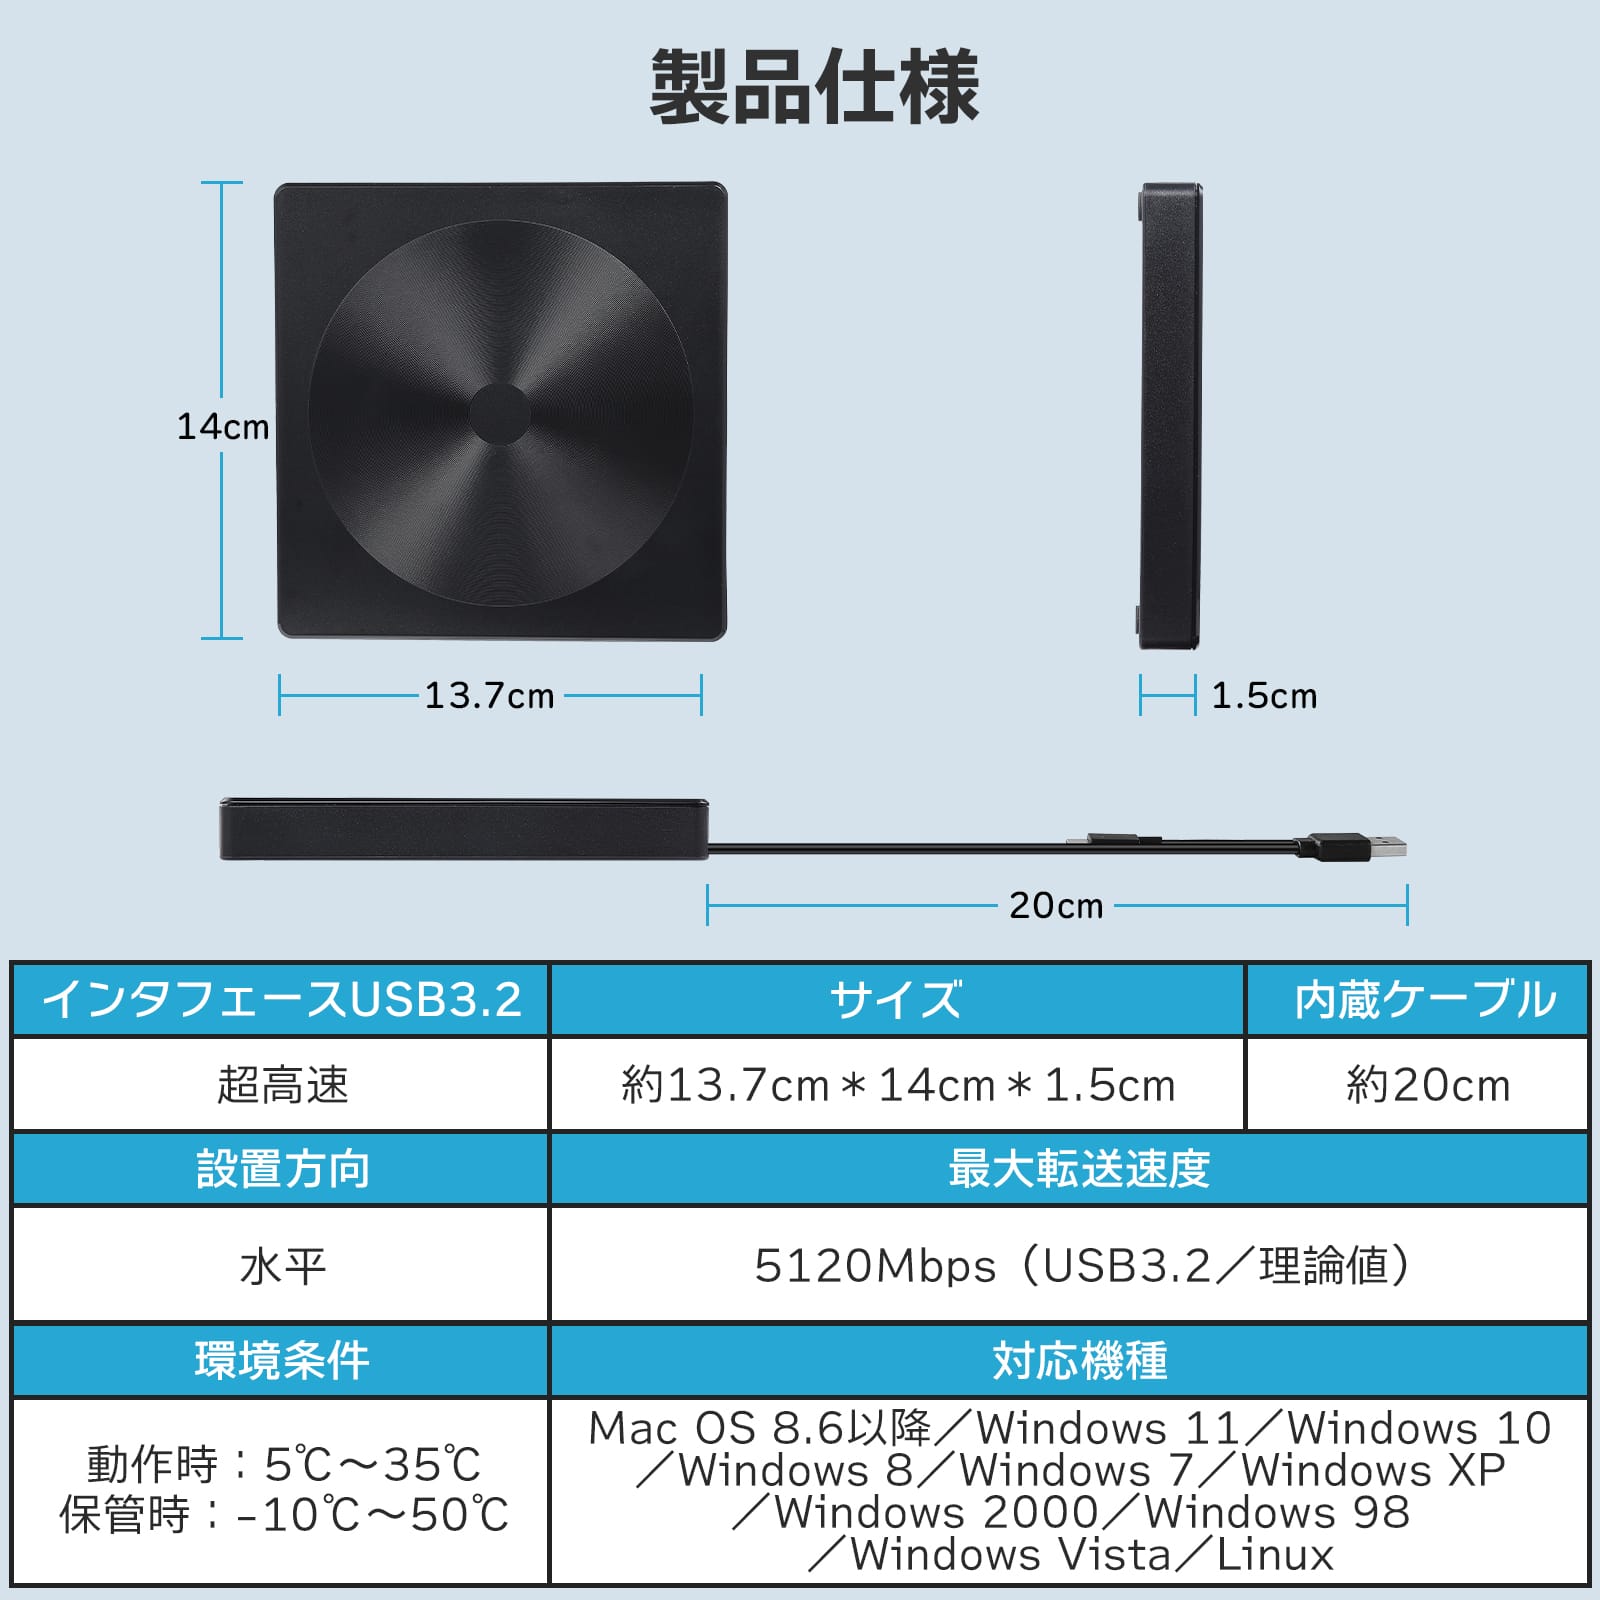 製品仕様
14cm
13.7cm
1.5cm
20cm
インタフェースUSB3.2
サイズ
内蔵ケーブル
超高速
約13.7cm＊14cm＊1.5cm
約20cm
設置方向
最大転送速度
水平
5120Mbps（USB3.2／理論値）
環境条件
対応機種
動作時：5℃～35℃
保管時：-10℃～50℃
Mac OS 8.6以降／Windows 11／Windows 10
／Windows 8／Windows 7／Windows XP
／Windows 2000／Windows 98
／Windows Vista／Linux